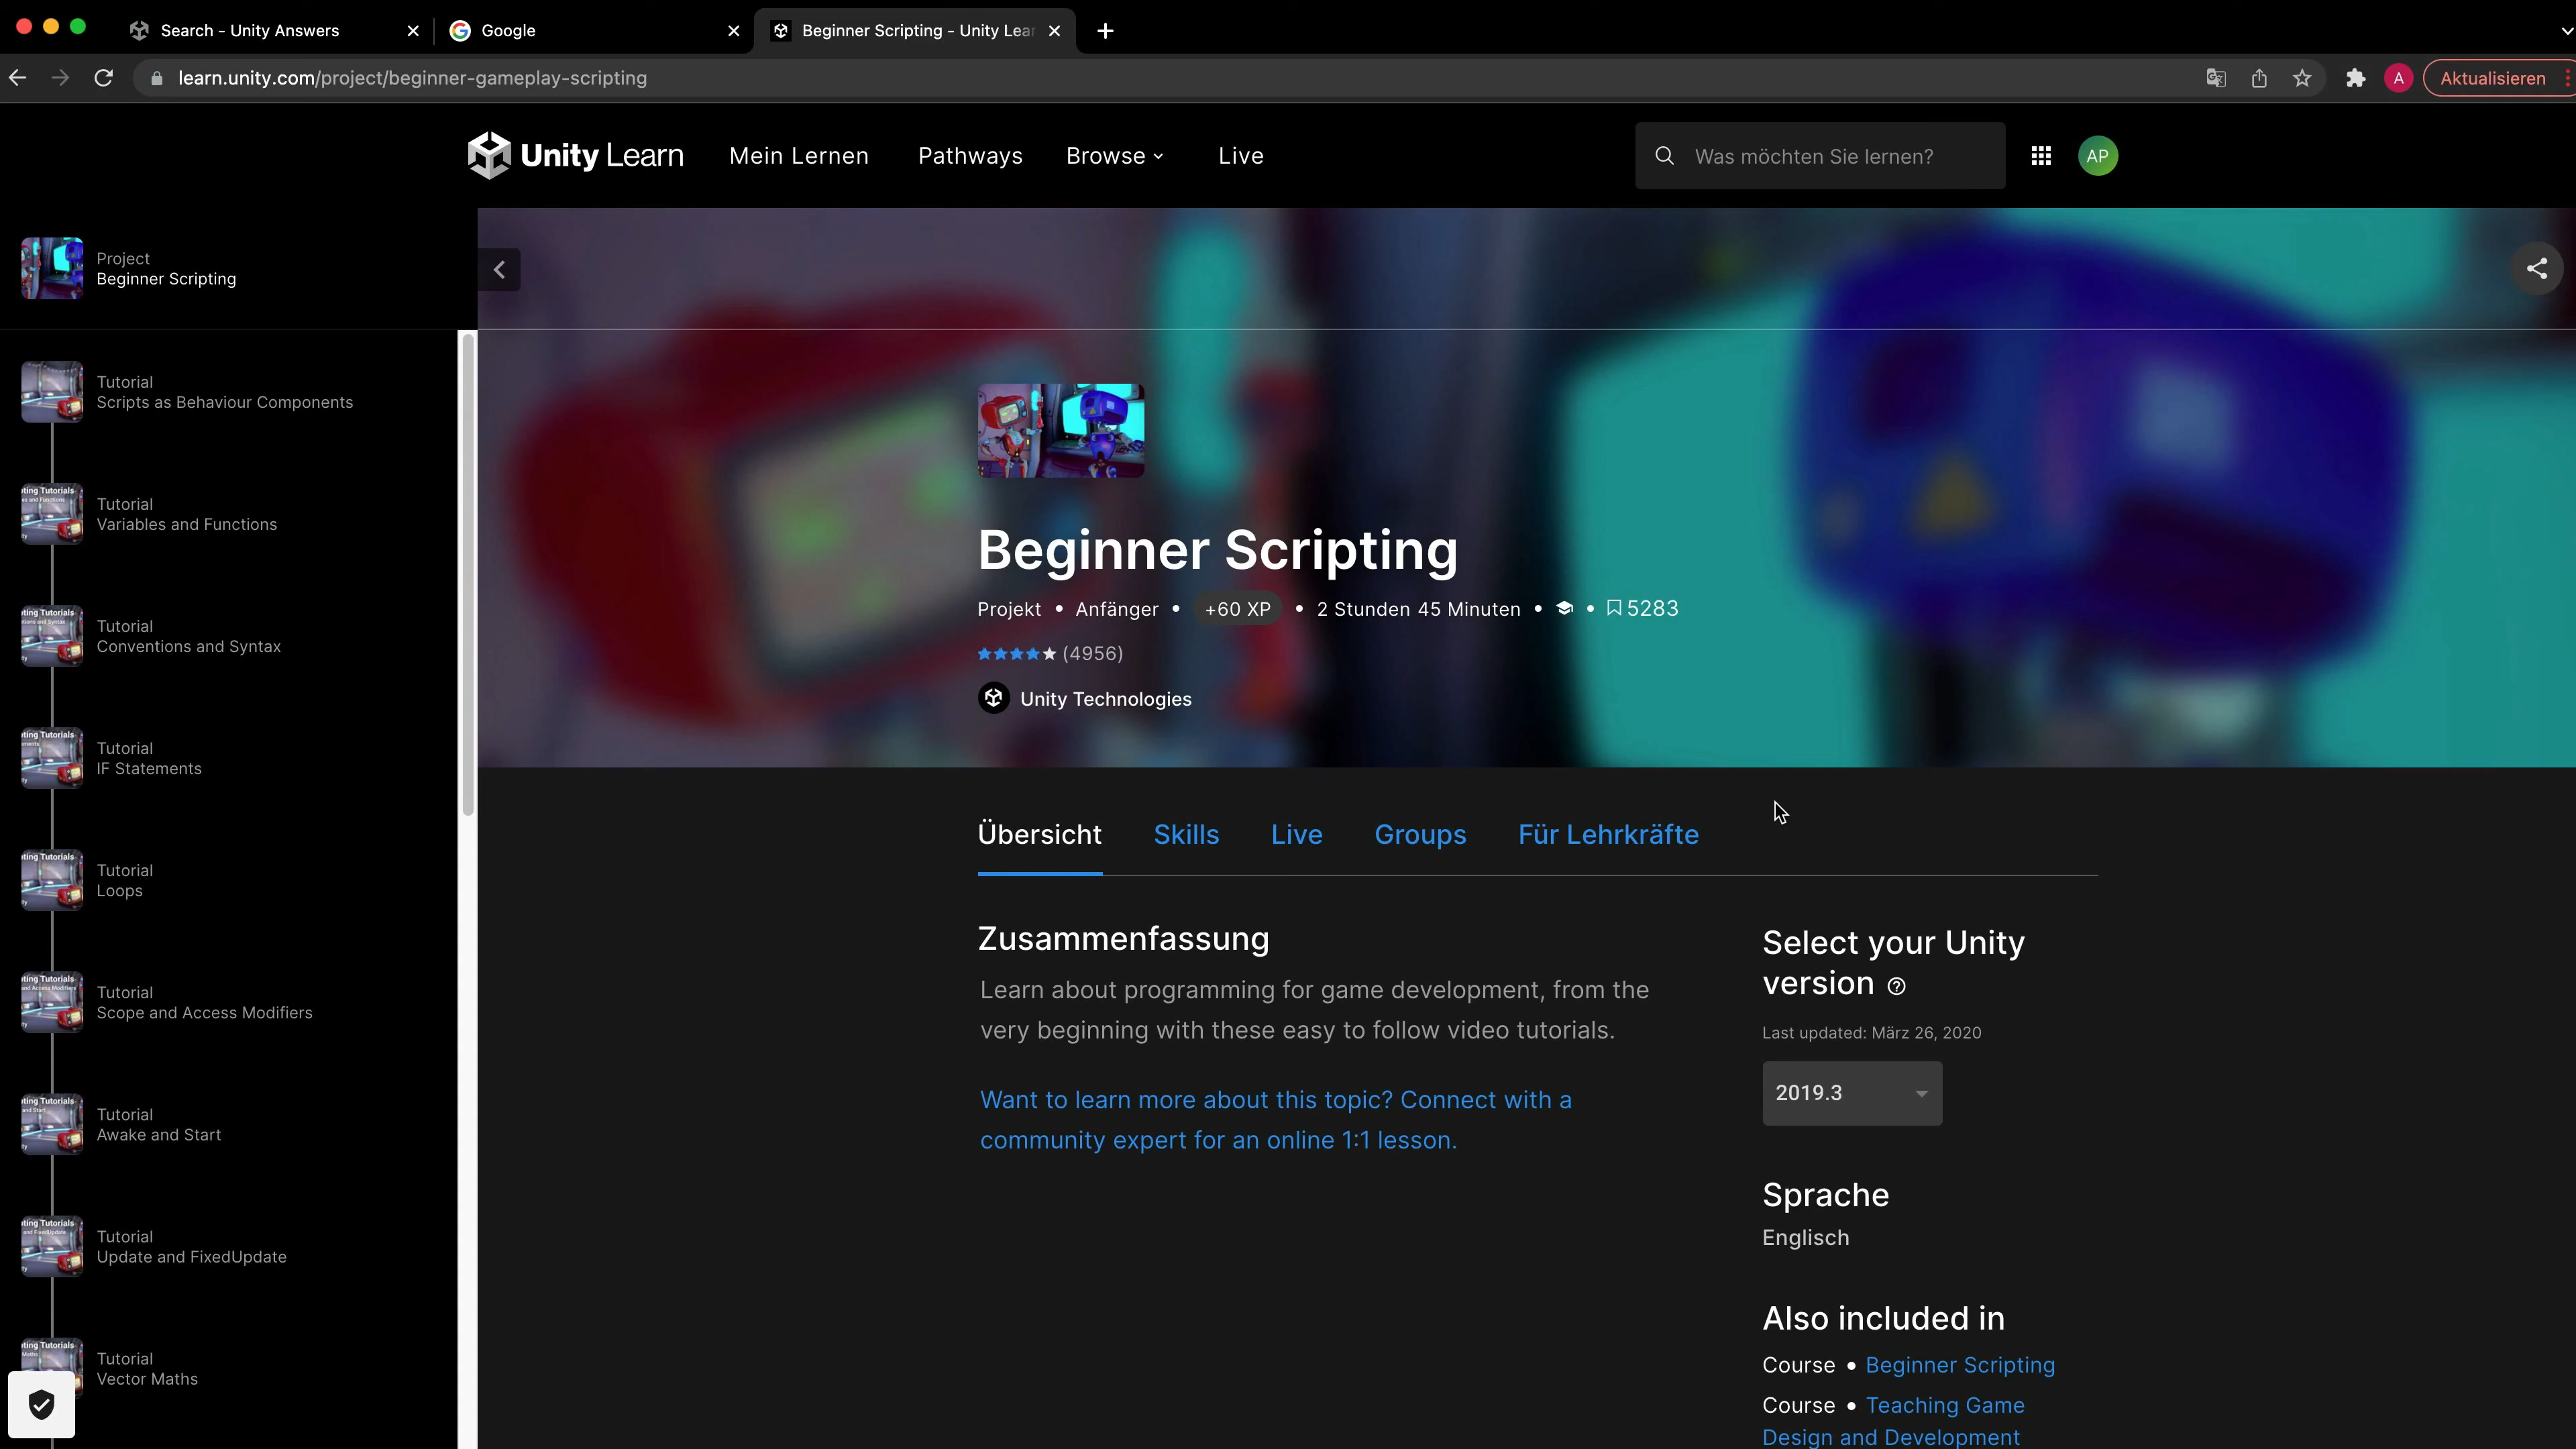 Search - Unity Answers
Google
Beginner Scripting - Unity Lear
learn.unity.com/project/beginner-gameplay-scripting
A
Aktualisieren
Unity Learn
Mein Lernen
Pathways
Browse
Live
Was möchten Sie lernen?
AP
Project
Beginner Scripting
Tutorial
Scripts as Behaviour Components
Tutorial
Variables and Functions
Tutorial
Conventions and Syntax
Tutorial
IF Statements
Tutorial
Loops
Tutorial
Scope and Access Modifiers
Tutorial
Awake and Start
Tutorial
Update and FixedUpdate
Tutorial
Vector Maths
Beginner Scripting
Projekt • Anfänger • +60 XP • 2 Stunden 45 Minuten • • 5283
(4956)
Unity Technologies
Übersicht
Skills
Live
Groups
Für Lehrkräfte
Zusammenfassung
Learn about programming for game development, from the
very beginning with these easy to follow video tutorials.
Want to learn more about this topic? Connect with a
community expert for an online 1:1 lesson.
Select your Unity
version
Last updated: März 26, 2020
2019.3
Sprache
Englisch
Also included in
Course • Beginner Scripting
Course • Teaching Game
Design and Development